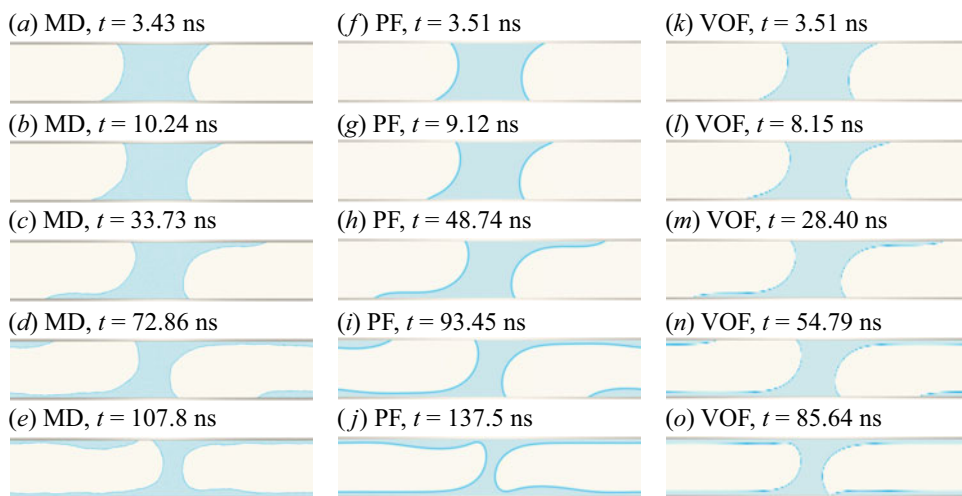 (a) MD, t = 3.43 ns
(f) PF, t = 3.51 ns
(k) VOF, t = 3.51 ns
(b) MD, t = 10.24 ns
(g) PF, t = 9.12 ns
(l) VOF, t = 8.15 ns
(c) MD, t = 33.73 ns
(h) PF, t = 48.74 ns
(m) VOF, t = 28.40 ns
(d) MD, t = 72.86 ns
(i) PF, t = 93.45 ns
(n) VOF, t = 54.79 ns
(e) MD, t = 107.8 ns
(j) PF, t = 137.5 ns
(o) VOF, t = 85.64 ns